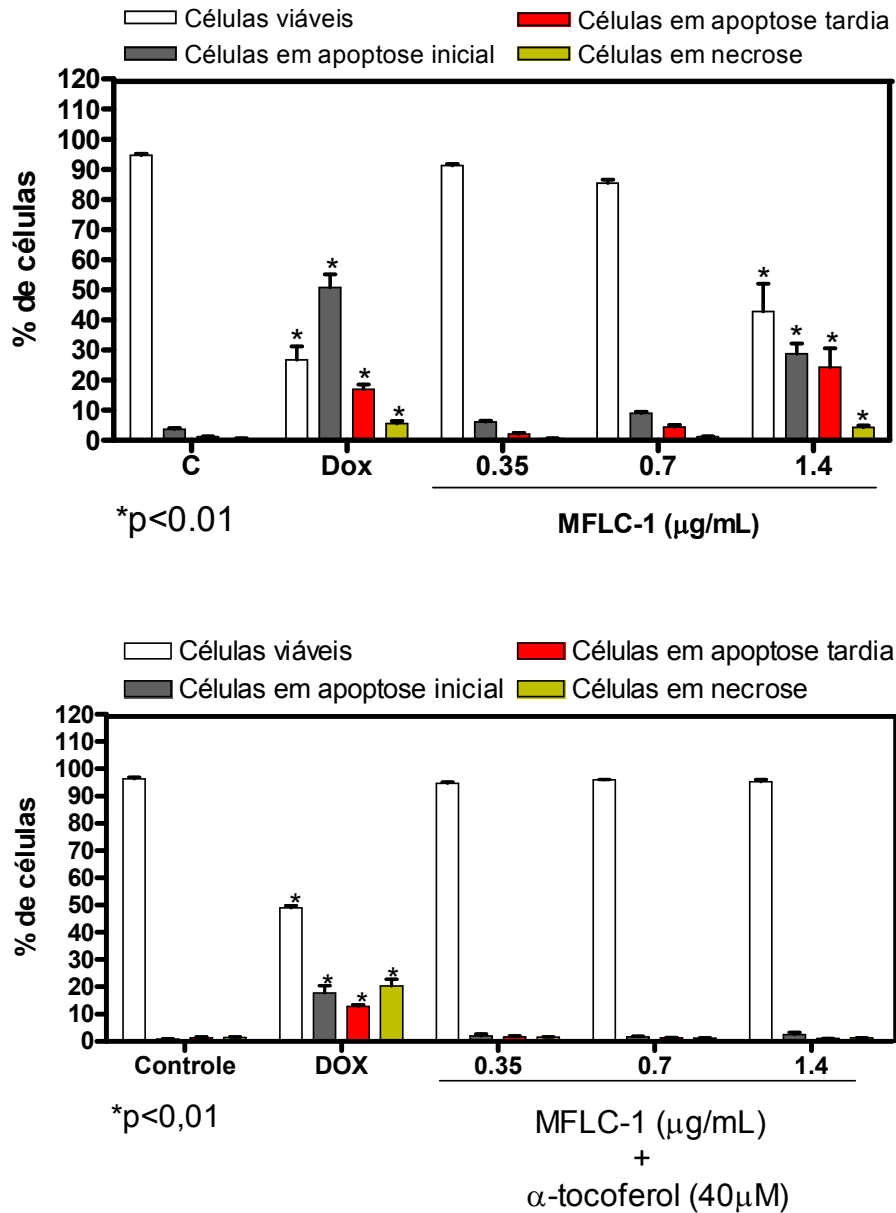 Células viáveis
Células em apoptose tardia
Células em apoptose inicial
Células em necrose
120
110
100
90
80
70
60
50
40
30
20
10
0
% de células
* * * * * * * *
C Dox 0.35 0.7 1.4
*p<0.01
MFLC-1 (μg/mL)
Células viáveis
Células em apoptose tardia
Células em apoptose inicial
Células em necrose
120
110
100
90
80
70
60
50
40
30
20
10
0
% de células
* * * *
Controle DOX 0.35 0.7 1.4
*p<0,01
MFLC-1 (μg/mL)
+
α-tocoferol (40μM)